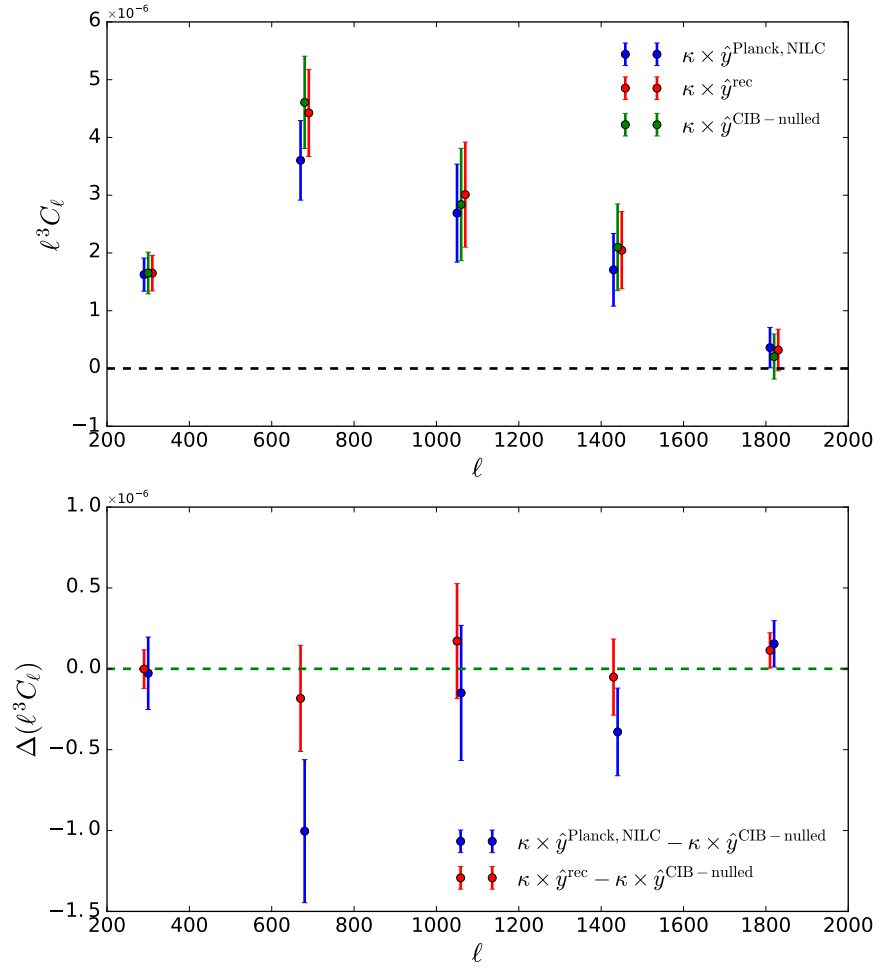 ×10⁻⁶
6
5
4
3
2
1
0
−1
ℓ³C_ℓ
κ × ŷ^Planck, NILC
κ × ŷ^rec
κ × ŷ^CIB−nulled
200 400 600 800 1000 1200 1400 1600 1800 2000
ℓ
×10⁻⁶
1.0
0.5
0.0
−0.5
−1.0
−1.5
Δ(ℓ³C_ℓ)
κ × ŷ^Planck, NILC − κ × ŷ^CIB−nulled
κ × ŷ^rec − κ × ŷ^CIB−nulled
200 400 600 800 1000 1200 1400 1600 1800 2000
ℓ